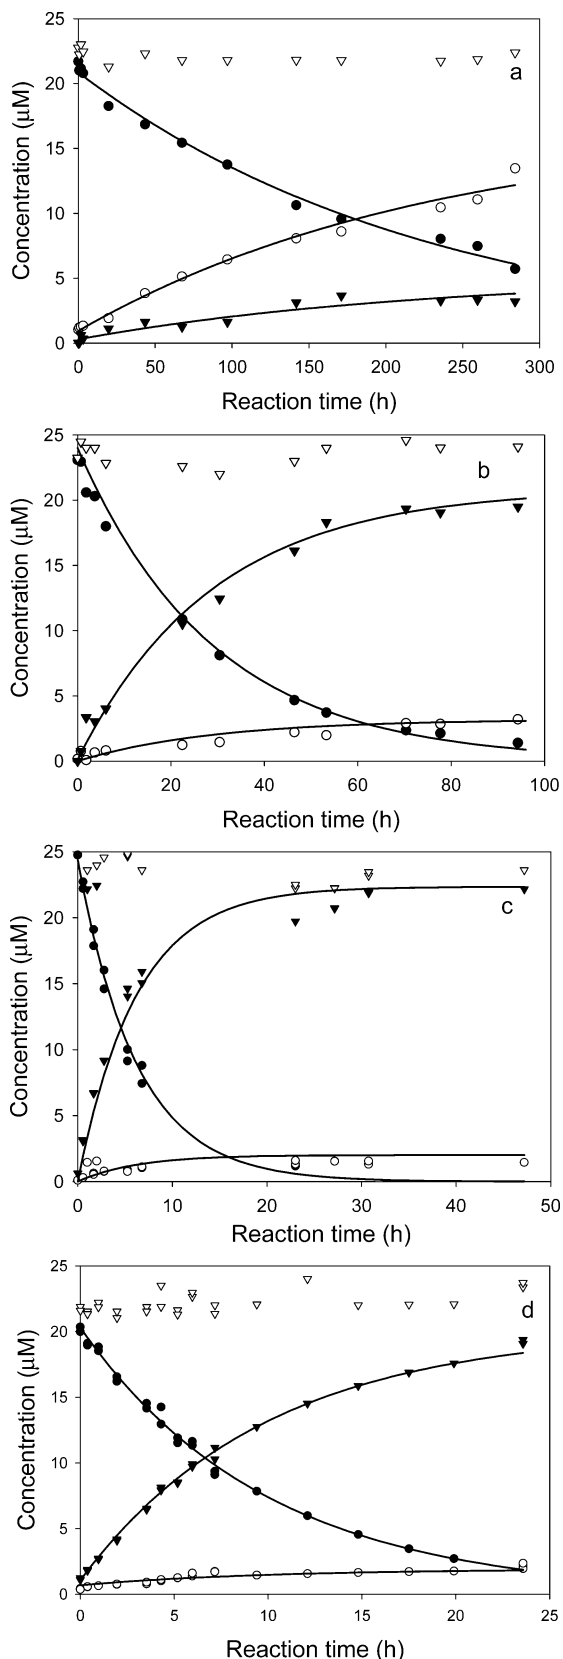 25
20
15
10
5
0
Concentration (μM)
a
0 50 100 150 200 250 300
Reaction time (h)
25
20
15
10
5
0
Concentration (μM)
b
0 20 40 60 80 100
Reaction time (h)
25
20
15
10
5
0
Concentration (μM)
c
0 10 20 30 40 50
Reaction time (h)
25
20
15
10
5
0
Concentration (μM)
d
0 5 10 15 20 25
Reaction time (h)